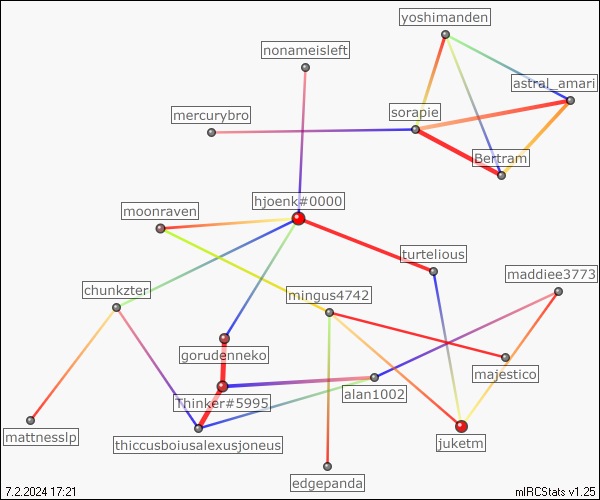 yoshimanden
nonameisleft
astral_amari
mercurybro
sorapie
Bertram
hjoenk#0000
moonraven
turtelious
maddiee3773
chunkzter
mingus4742
gorudenneko
majestico
alan1002
Thinker#5995
mattnesslp
thiccusboiusalexusjoneus
juketm
edgepanda
7.2.2024 17:21
mIRCStats v1.25